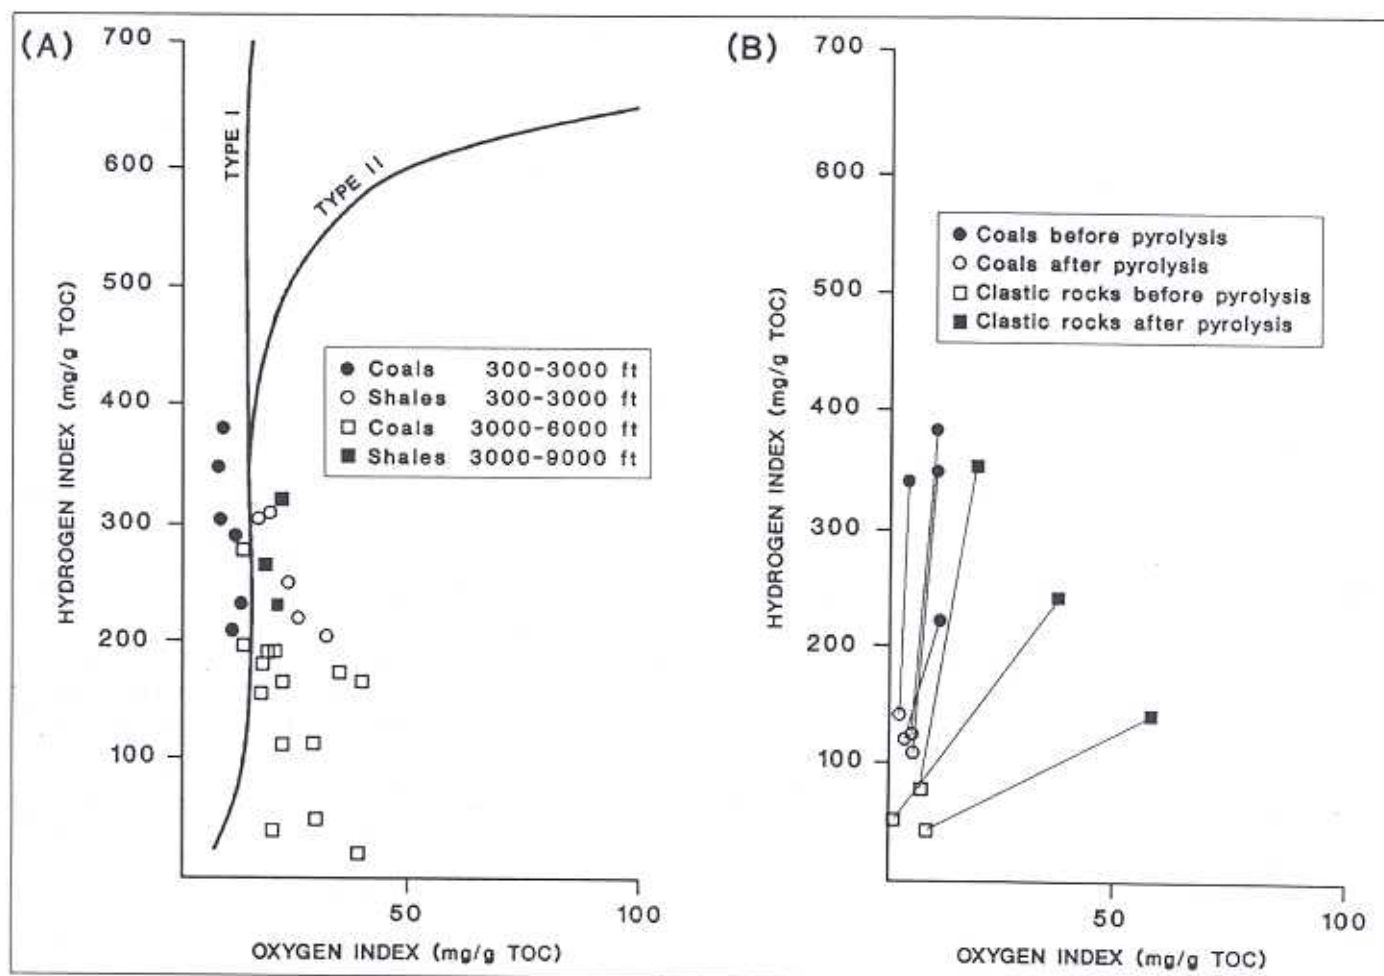 (A)
700
600
500
400
300
200
100
HYDROGEN INDEX (mg/g TOC)
TYPE I
TYPE II
● Coals 300-3000 ft
○ Shales 300-3000 ft
□ Coals 3000-6000 ft
■ Shales 3000-9000 ft
50
100
OXYGEN INDEX (mg/g TOC)
(B)
700
600
500
400
300
200
100
HYDROGEN INDEX (mg/g TOC)
● Coals before pyrolysis
○ Coals after pyrolysis
□ Clastic rocks before pyrolysis
■ Clastic rocks after pyrolysis
50
100
OXYGEN INDEX (mg/g TOC)